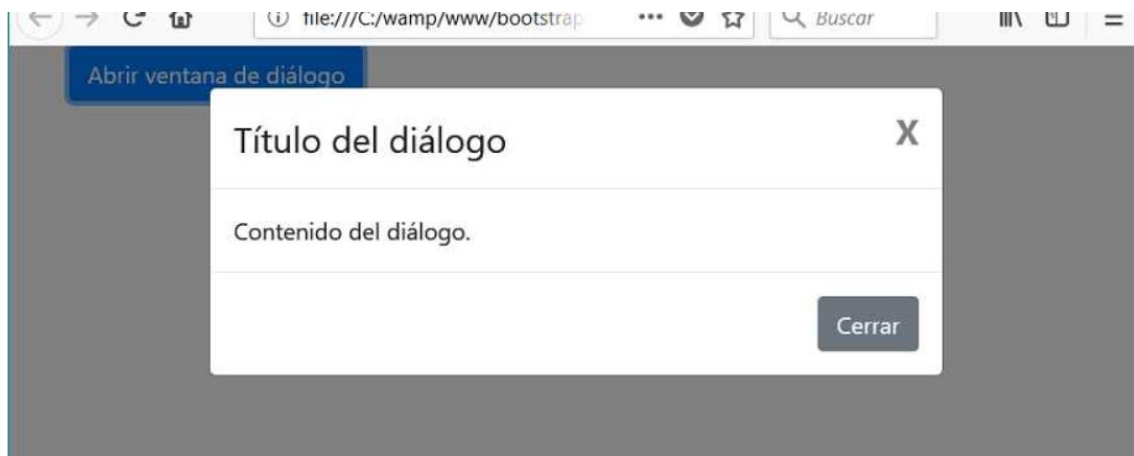 file:///C:/wamp/www/bootstrap
Buscar
Abrir ventana de diálogo
Título del diálogo
X
Contenido del diálogo.
Cerrar